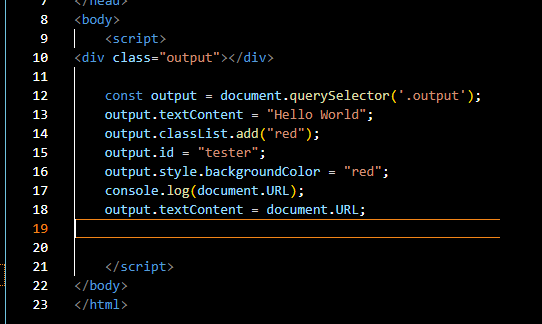 7 </head>
8 <body>
9 <script>
10 <div class="output"></div>
11
12 const output = document.querySelector('.output');
13 output.textContent = "Hello World";
14 output.classList.add("red");
15 output.id = "tester";
16 output.style.backgroundColor = "red";
17 console.log(document.URL);
18 output.textContent = document.URL;
19
20
21 </script>
22 </body>
23 </html>